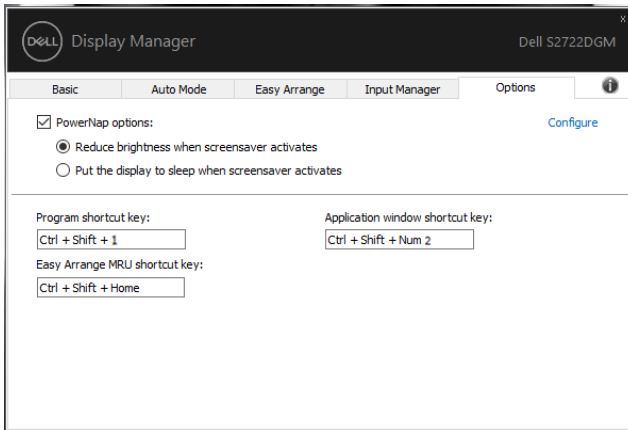 DELL Display Manager Dell S2722DGM
x
Basic Auto Mode Easy Arrange Input Manager Options
PowerNap options: Configure
Reduce brightness when screensaver activates
Put the display to sleep when screensaver activates
Program shortcut key: Application window shortcut key:
Ctrl + Shift + 1 Ctrl + Shift + Num 2
Easy Arrange MRU shortcut key:
Ctrl + Shift + Home